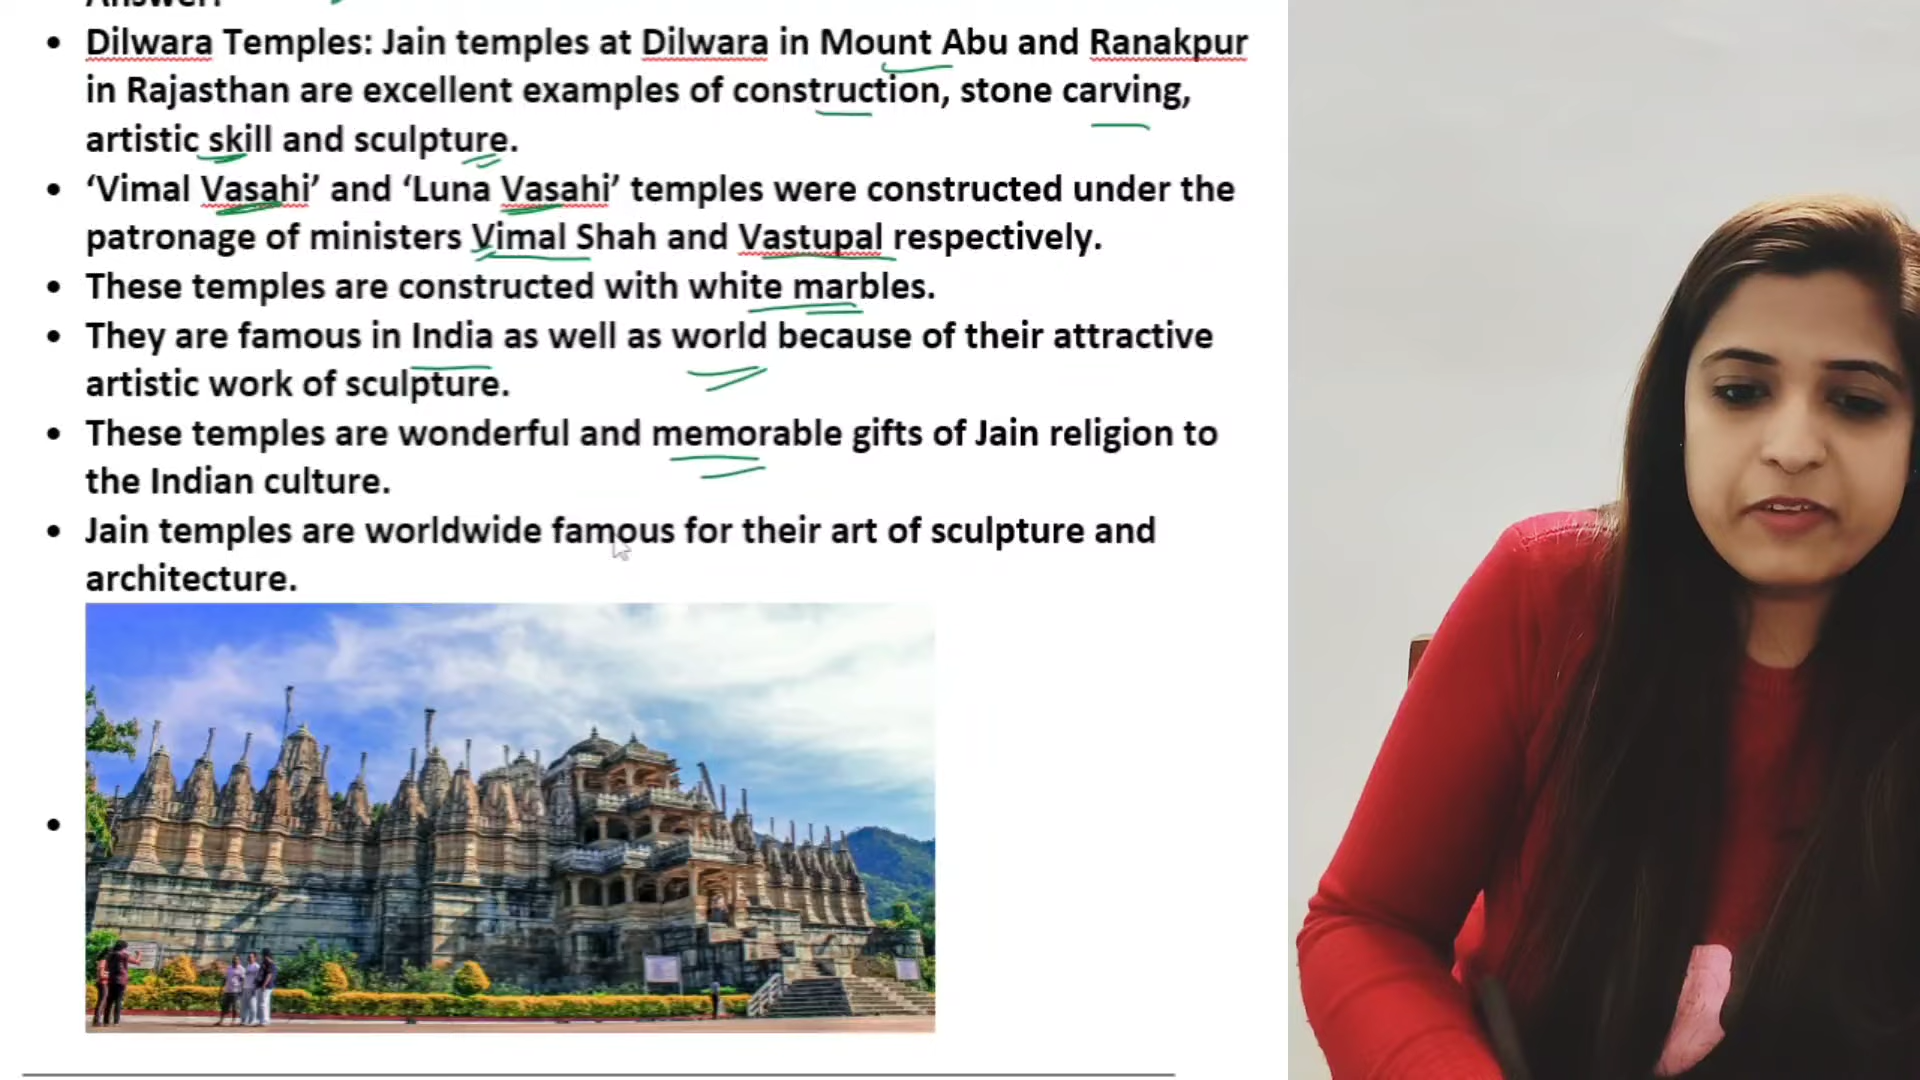 Answer:
• Dilwara Temples: Jain temples at Dilwara in Mount Abu and Ranakpur
in Rajasthan are excellent examples of construction, stone carving,
artistic skill and sculpture.
• ‘Vimal Vasahi’ and ‘Luna Vasahi’ temples were constructed under the
patronage of ministers Vimal Shah and Vastupal respectively.
• These temples are constructed with white marbles.
• They are famous in India as well as world because of their attractive
artistic work of sculpture.
• These temples are wonderful and memorable gifts of Jain religion to
the Indian culture.
• Jain temples are worldwide famous for their art of sculpture and
architecture.
•